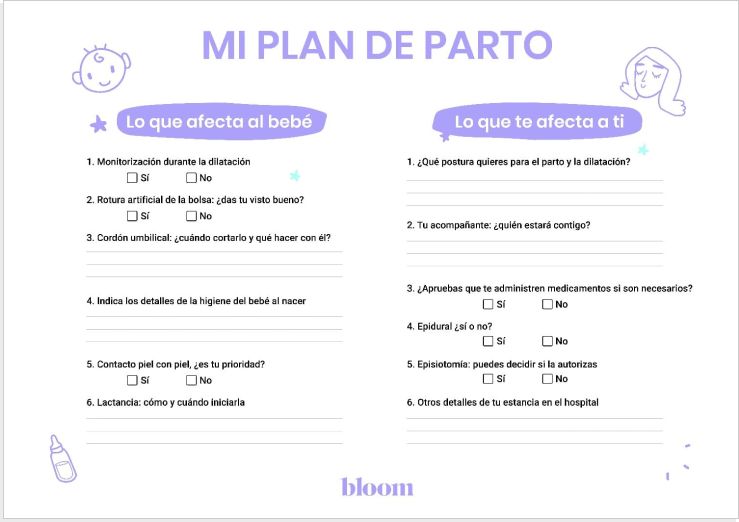 MI PLAN DE PARTO
Lo que afecta al bebé
1. Monitorización durante la dilatación
Sí No
2. Rotura artificial de la bolsa: ¿das tu visto bueno?
Sí No
3. Cordón umbilical: ¿cuándo cortarlo y qué hacer con él?
4. Indica los detalles de la higiene del bebé al nacer
5. Contacto piel con piel, ¿es tu prioridad?
Sí No
6. Lactancia: cómo y cuándo iniciarla
Lo que te afecta a ti
1. ¿Qué postura quieres para el parto y la dilatación?
2. Tu acompañante: ¿quién estará contigo?
3. ¿Apruebas que te administren medicamentos si son necesarios?
Sí No
4. Epidural ¿sí o no?
Sí No
5. Episiotomía: puedes decidir si la autorizas
Sí No
6. Otros detalles de tu estancia en el hospital
bloom